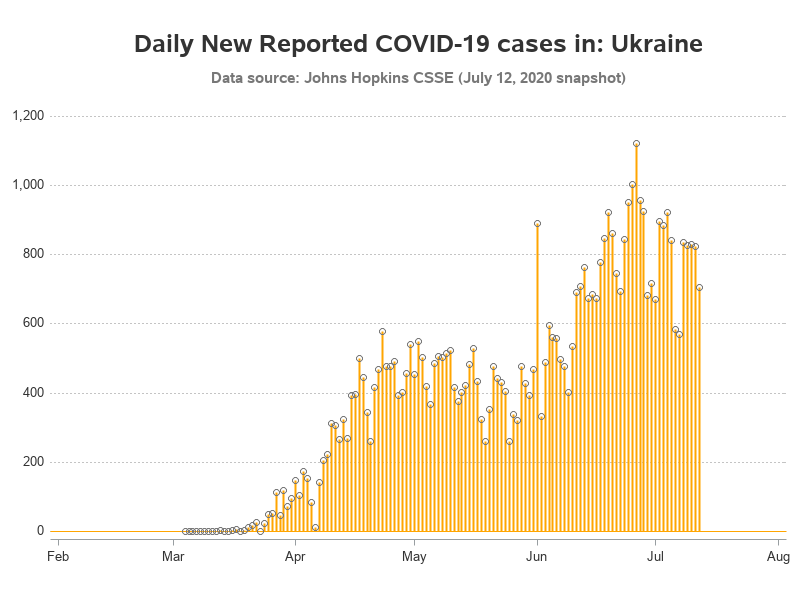 Daily New Reported COVID-19 cases in: Ukraine
Data source: Johns Hopkins CSSE (July 12, 2020 snapshot)
1,200
1,000
800
600
400
200
0
Feb Mar Apr May Jun Jul Aug